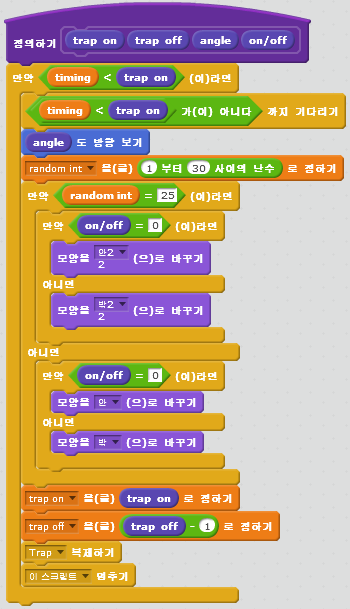 정의하기 trap on trap off angle on/off
만약 timing < trap on (이)라면
timing < trap on 가(이) 아니다 까지 기다리기
angle 도 방향 보기
random int 을(를) 1 부터 30 사이의 난수 로 정하기
만약 random int = 25 (이)라면
만약 on/off = 0 (이)라면
모양을 안2 (으)로 바꾸기
2
아니면
모양을 밖2 (으)로 바꾸기
2
아니면
만약 on/off = 0 (이)라면
모양을 안 (으)로 바꾸기
아니면
모양을 밖 (으)로 바꾸기
trap on 을(를) trap on 로 정하기
trap off 을(를) trap off - 1 로 정하기
Trap 복제하기
이 스크립트 멈추기